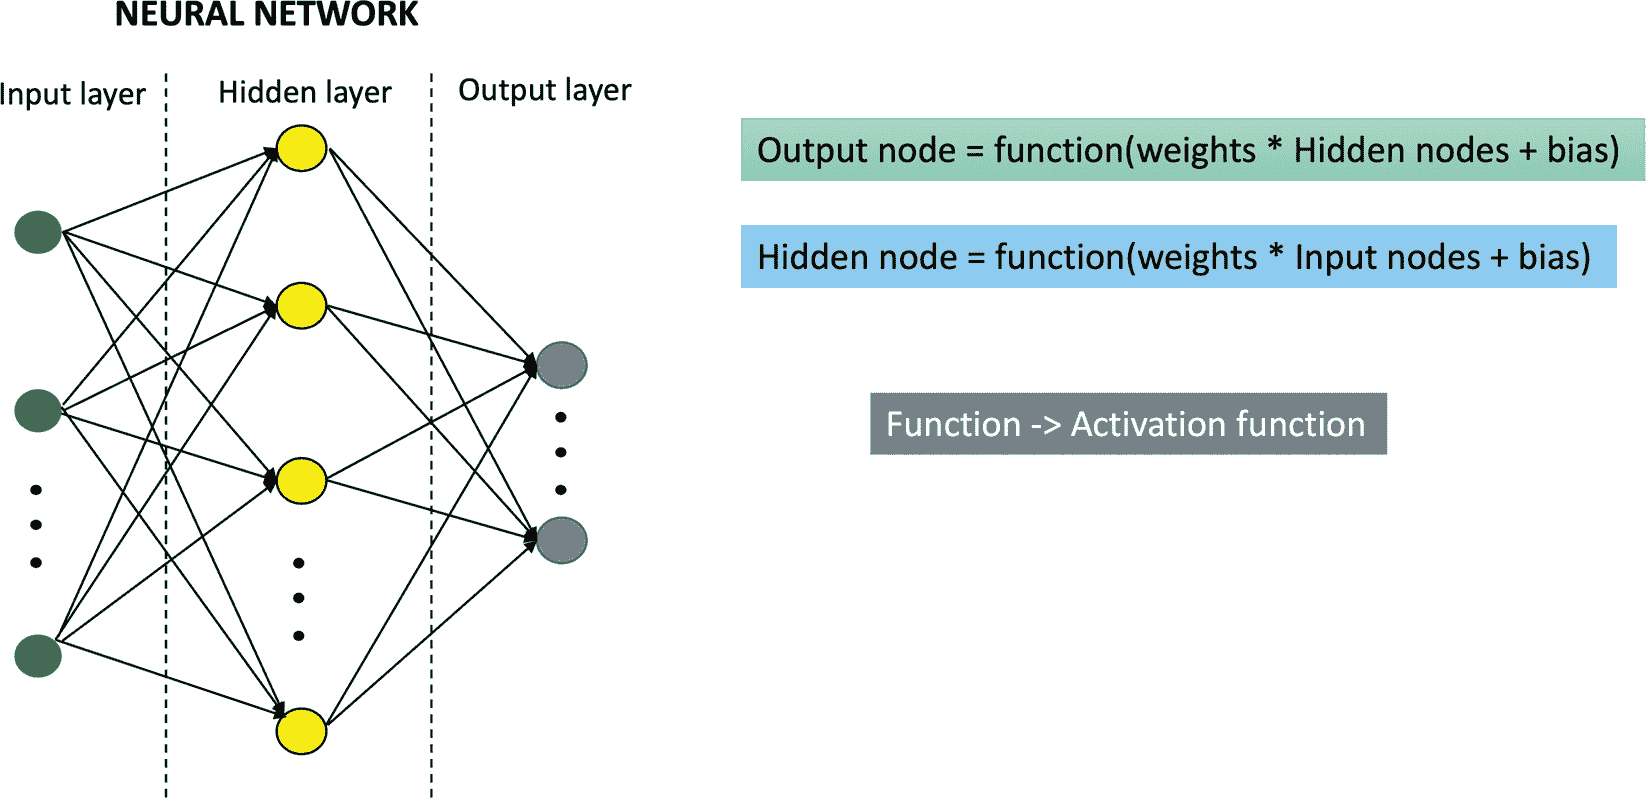 NEURAL NETWORK
Input layer
Hidden layer
Output layer
Output node = function(weights * Hidden nodes + bias)
Hidden node = function(weights * Input nodes + bias)
Function -> Activation function